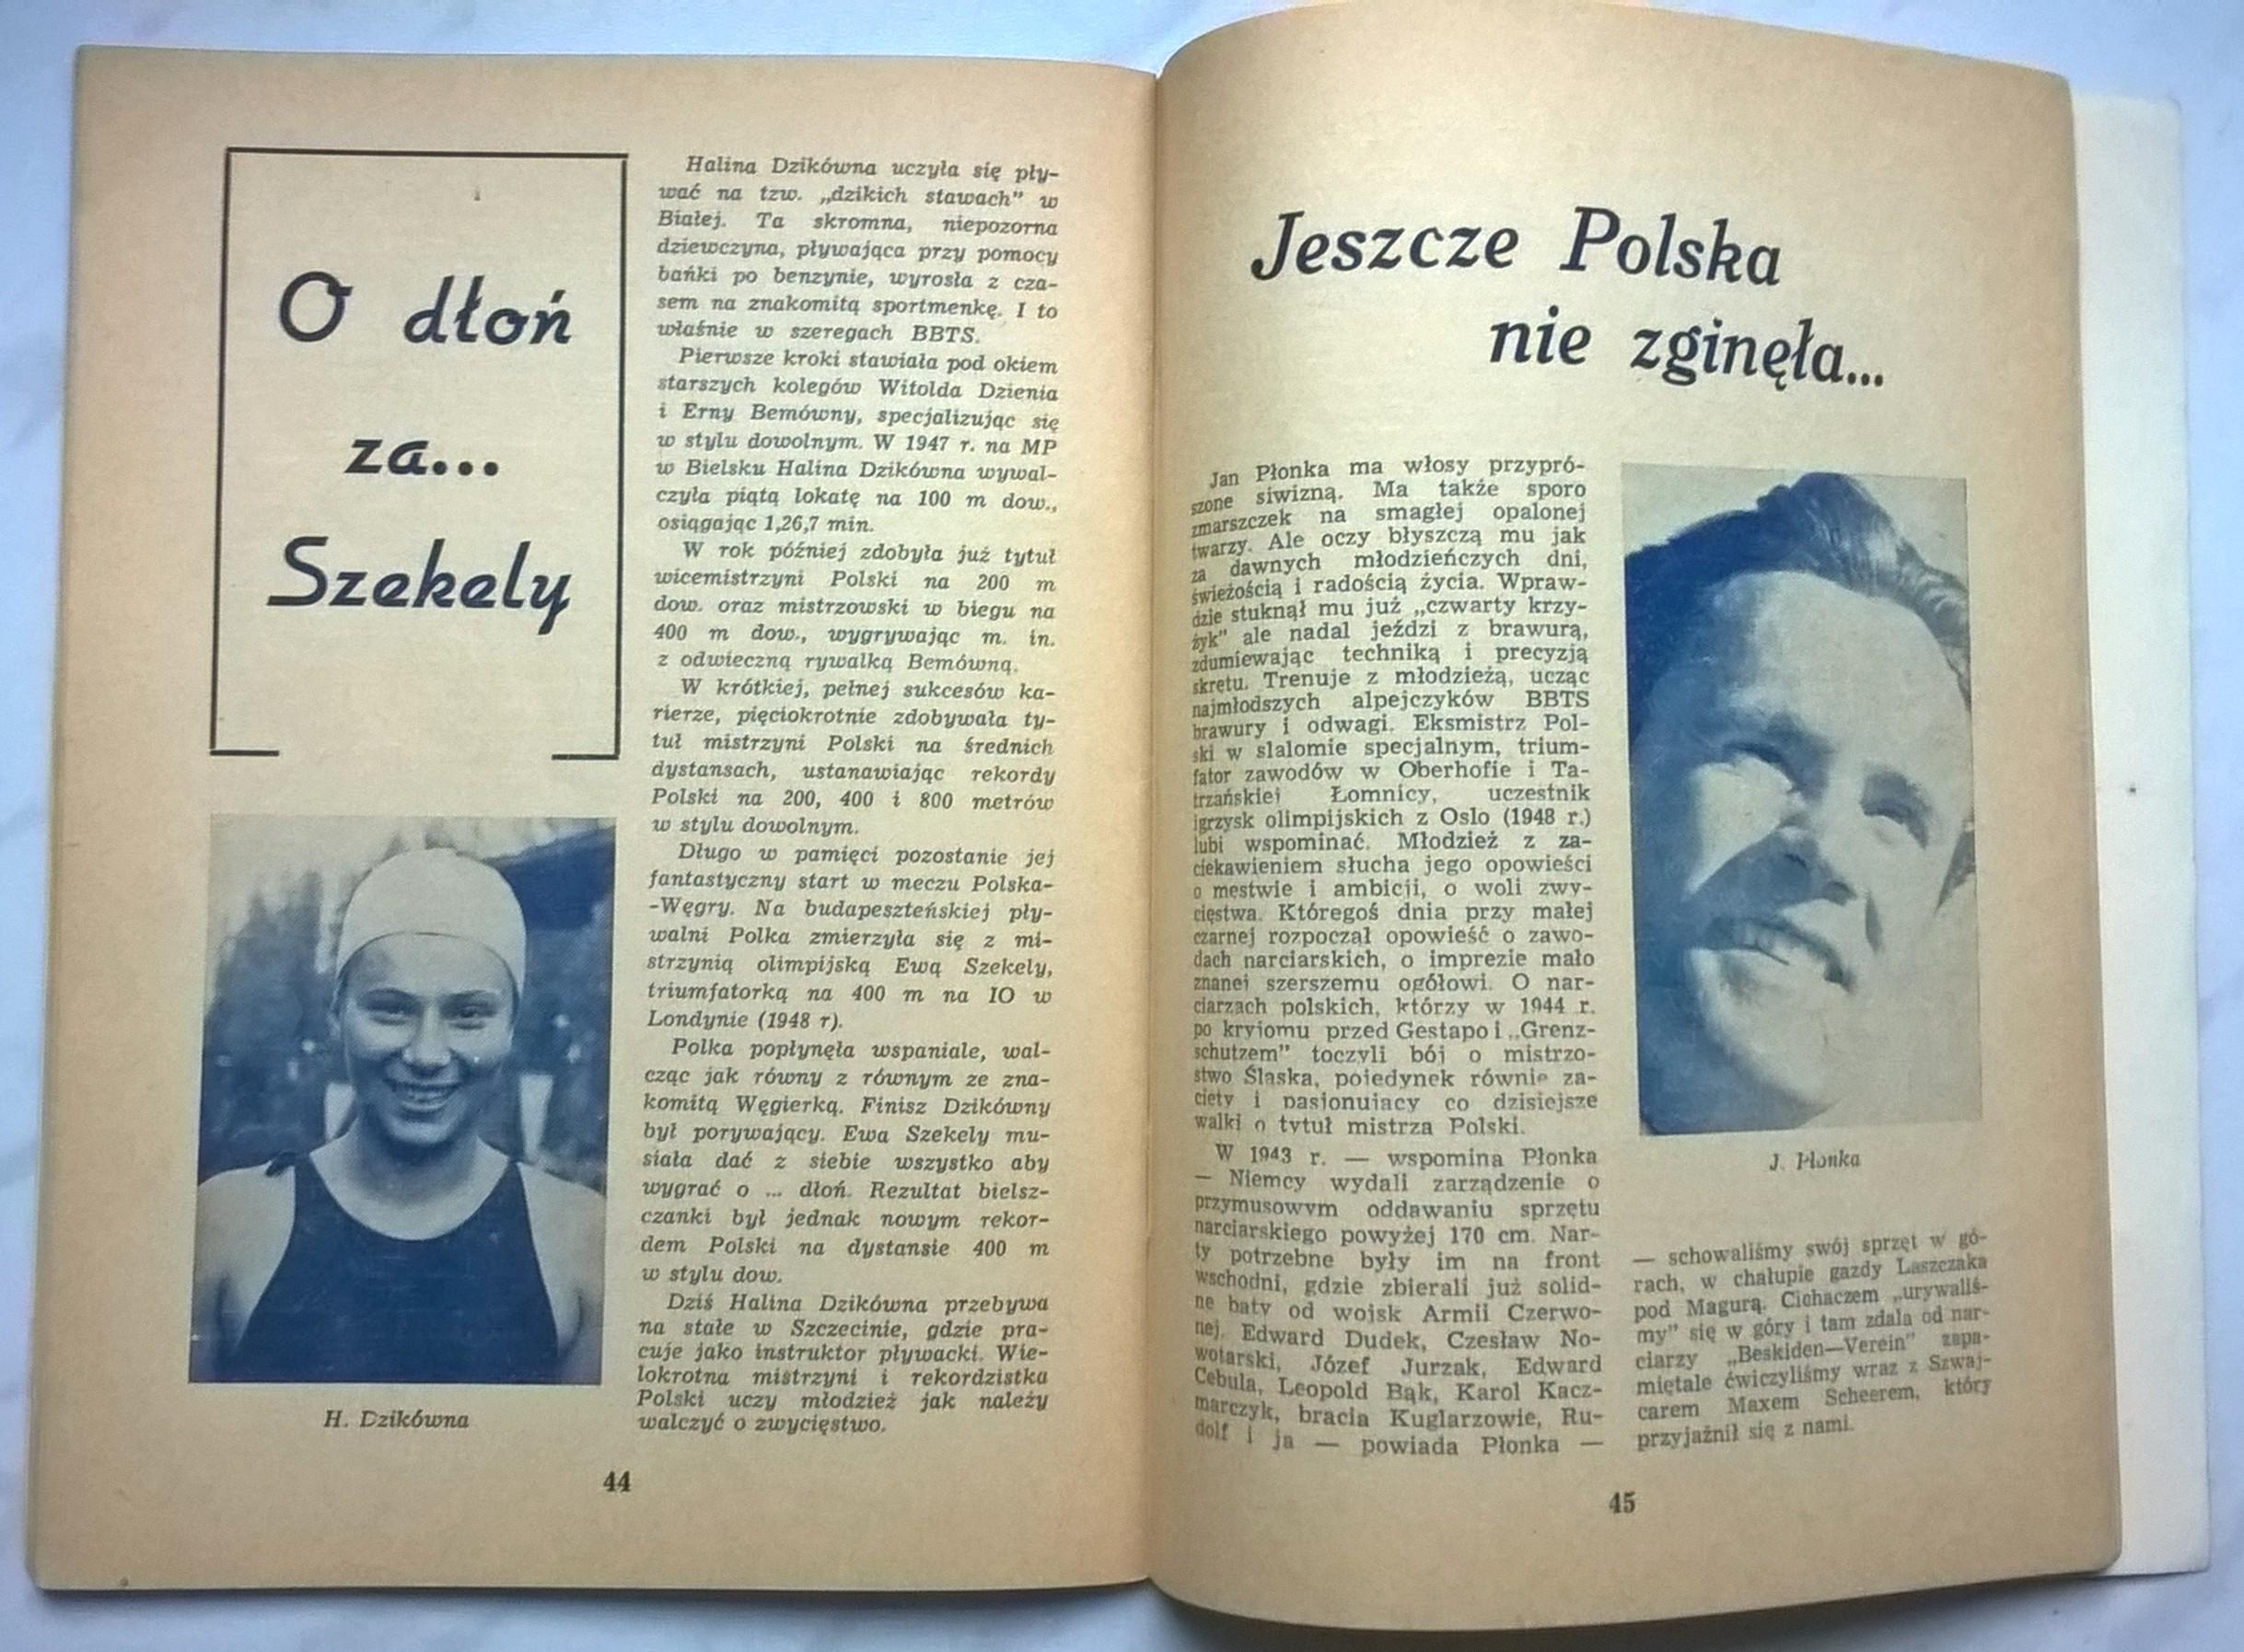 O dłoń
za...
Szekely
H. Dzikówna
Halina Dzikówna uczyła się pły-
wać na tzw. „dzikich stawach" w
Białej. Ta skromna, niepozorna
dziewczyna, pływająca przy pomocy
bańki po benzynie, wyrosła z cza-
sem na znakomitą sportmenkę. I to
właśnie w szeregach BBTS.
Pierwsze kroki stawiała pod okiem
starszych kolegów Witolda Dzienia
i Erny Bemówny, specjalizując się
w stylu dowolnym. W 1947 r. na MP
w Bielsku Halina Dzikówna wywal-
czyła piątą lokatę na 100 m dow.,
osiągając 1,26,7 min.
W rok później zdobyła już tytuł
wicemistrzyni Polski na 200 m
dow. oraz mistrzowski w biegu na
400 m dow., wygrywając m. in.
z odwieczną rywalką Bemówną.
W krótkiej, pełnej sukcesów ka-
rierze, pięciokrotnie zdobywała ty-
tuł mistrzyni Polski na średnich
dystansach, ustanawiając rekordy
Polski na 200, 400 i 800 metrów
w stylu dowolnym.
Długo w pamięci pozostanie jej
fantastyczny start w meczu Polska-
-Węgry. Na budapeszteńskiej pły-
walni Polka zmierzyła się z mi-
strzynią olimpijską Ewą Szekely,
triumfatorką na 400 m na IO w
Londynie (1948 r).
Polka popłynęła wspaniale, wal-
cząc jak równy z równym ze zna-
komitą Węgierką. Finisz Dzikówny
był porywający. Ewa Szekely mu-
siała dać z siebie wszystko aby
wygrać o ... dłoń. Rezultat bielsz-
czanki był jednak nowym rekor-
dem Polski na dystansie 400 m
w stylu dow.
Dziś Halina Dzikówna przebywa
na stałe w Szczecinie, gdzie pra-
cuje jako instruktor pływacki. Wie-
lokrotna mistrzyni i rekordzistka
Polski uczy młodzież jak należy
walczyć o zwycięstwo.
44
Jeszcze Polska
nie zginęła...
Jan Płonka ma włosy przypró-
szone siwizną. Ma także sporo
zmarszczek na smagłej opalonej
twarzy. Ale oczy błyszczą mu jak
za dawnych młodzieńczych dni,
świeżością i radością życia. Wpraw-
dzie stuknął mu już „czwarty krzy-
żyk" ale nadal jeździ z brawurą,
zdumiewając techniką i precyzją
skrętu. Trenuje z młodzieżą, ucząc
najmłodszych alpejczyków BBTS
brawury i odwagi. Eksmistrz Pol-
ski w slalomie specjalnym, trium-
fator zawodów w Oberhofie i Ta-
trzańskiej Łomnicy, uczestnik
igrzysk olimpijskich z Oslo (1948 r.)
lubi wspominać. Młodzież z za-
ciekawieniem słucha jego opowieści
o męstwie i ambicji, o woli zwy-
cięstwa. Któregoś dnia przy małej
czarnej rozpoczął opowieść o zawo-
dach narciarskich, o imprezie mało
znanej szerszemu ogółowi. O nar-
ciarzach polskich, którzy w 1944 r.
po kryjomu przed Gestapo i „Grenz-
schutzem" toczyli bój o mistrzo-
stwo Śląska, pojedynek równie za-
cięty i pasjonujący co dzisiejsze
walki o tytuł mistrza Polski.
W 1943 r. — wspomina Płonka
— Niemcy wydali zarządzenie o
przymusowym oddawaniu sprzętu
narciarskiego powyżej 170 cm. Nar-
ty potrzebne były im na front
wschodni, gdzie zbierali już solid-
ne baty od wojsk Armii Czerwo-
nej. Edward Dudek, Czesław No-
wotarski, Józef Jurzak, Edward
Cebula, Leopold Bąk, Karol Kacz-
marczyk, bracia Kuglarzowie, Ru-
dolf i ja — powiada Płonka —
J. Płonka
— schowaliśmy swój sprzęt w gó-
rach, w chałupie gazdy Laszczaka
pod Magurą. Cichaczem „urywaliś-
my" się w góry i tam zdala od nar-
ciarzy „Beskiden—Verein" zapa-
miętale ćwiczyliśmy wraz z Szwaj-
carem Maxem Scheerem, który
przyjaźnił się z nami.
45